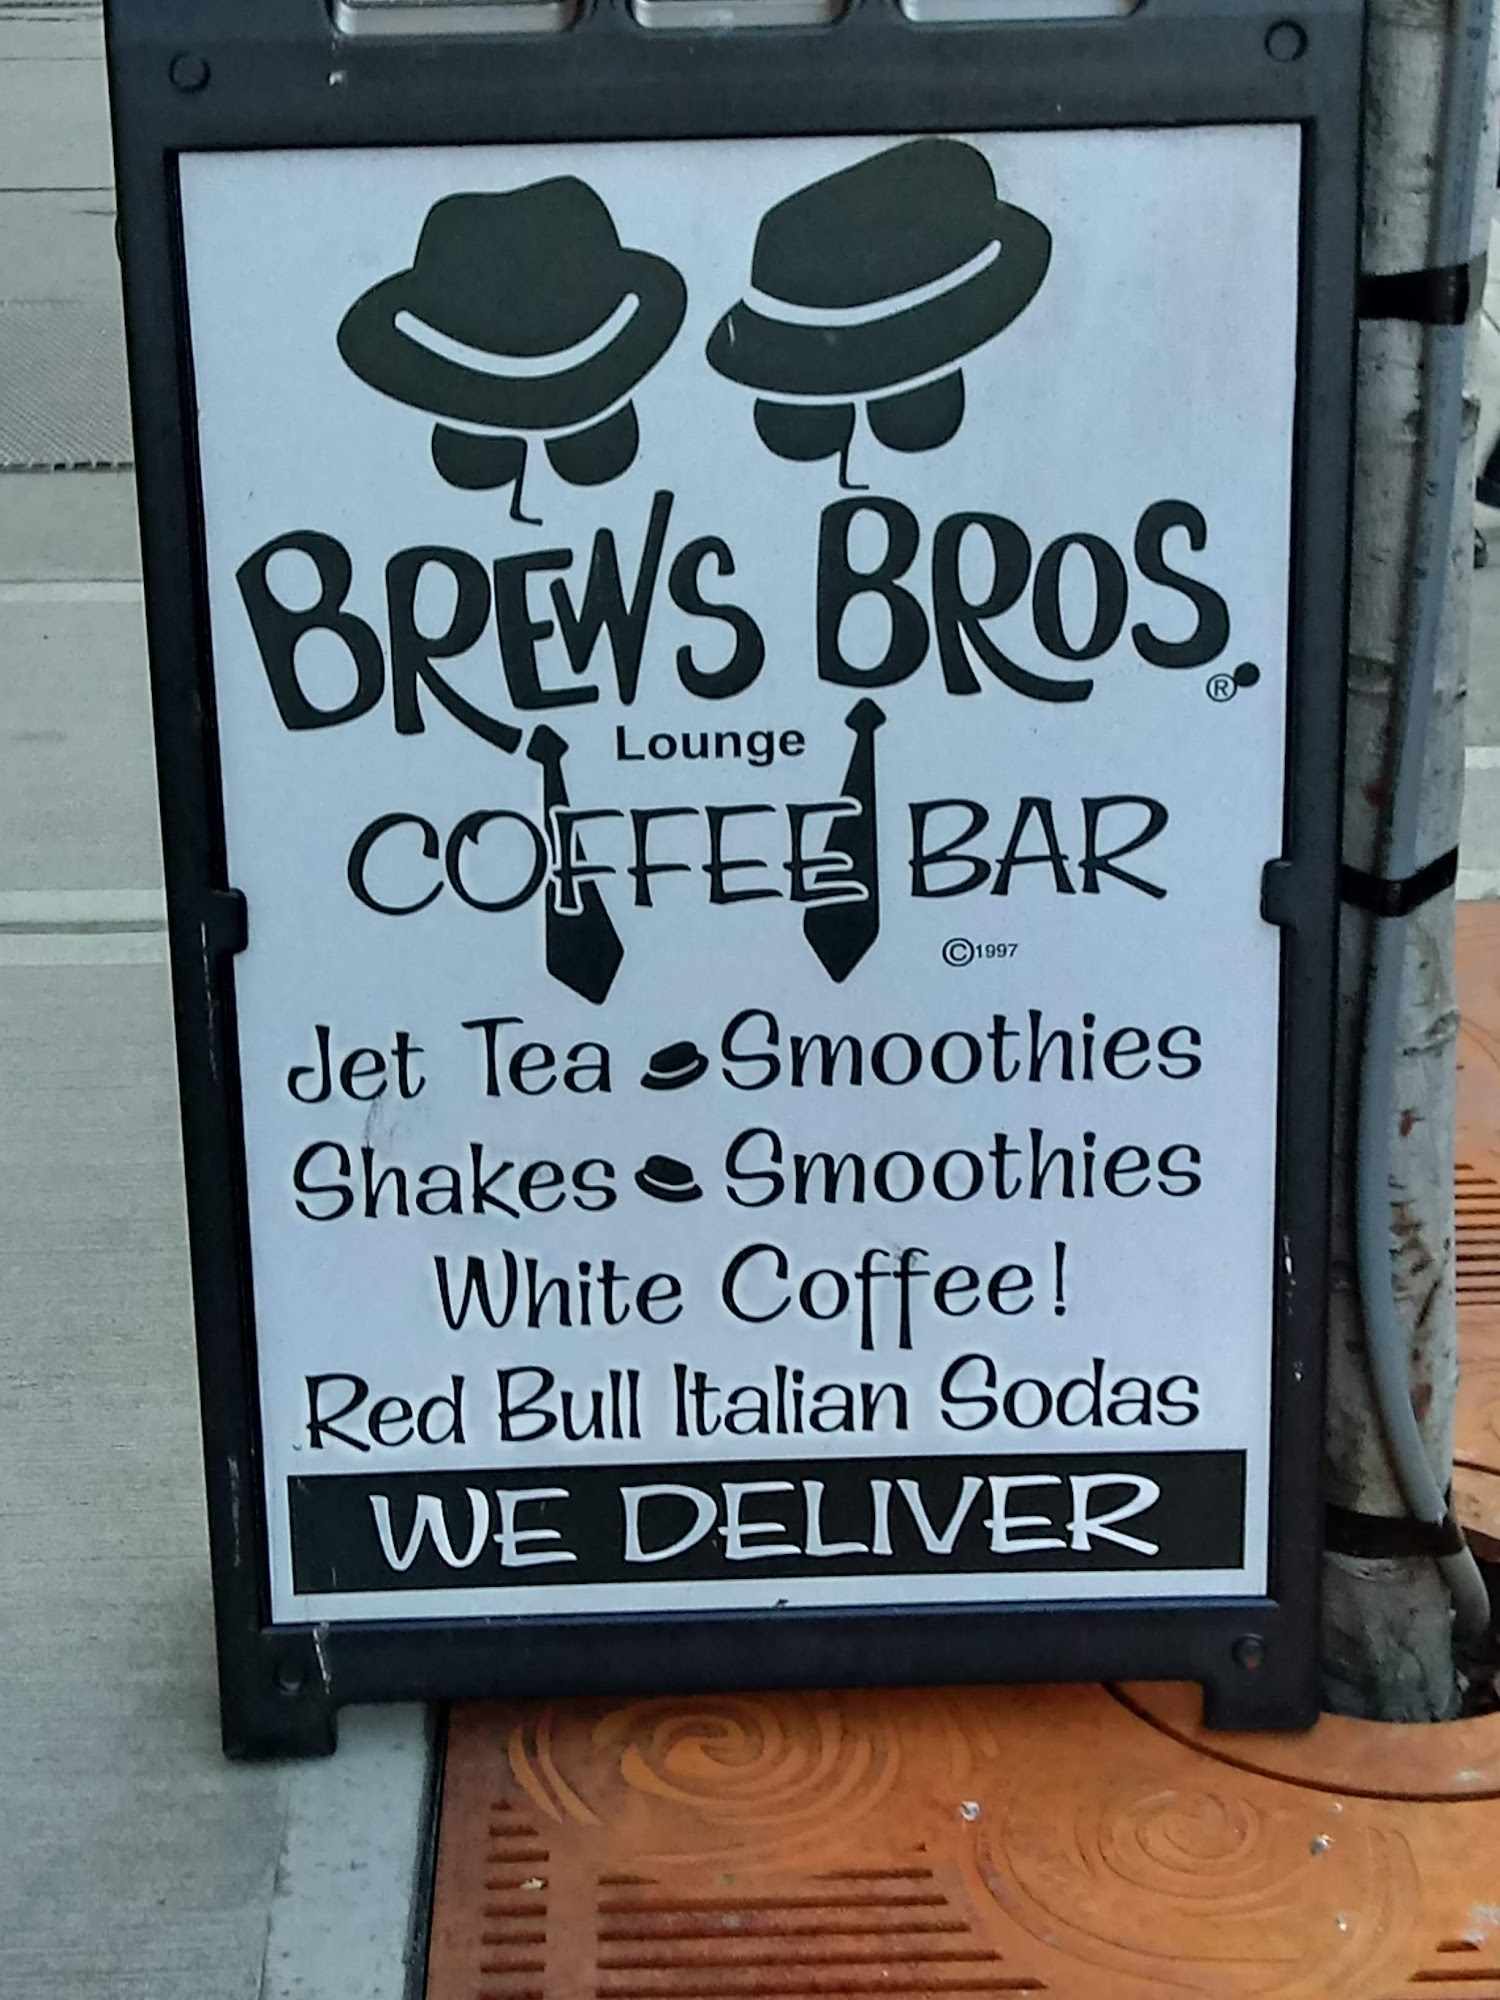 BREWS BROS.
®
Lounge
COFFEE BAR
©1997
Jet Tea Smoothies
Shakes Smoothies
White Coffee!
Red Bull Italian Sodas
WE DELIVER